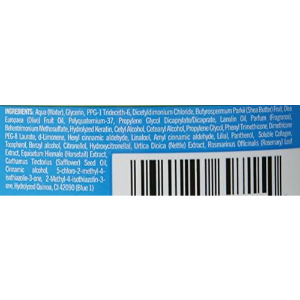 INGREDIENTS: Aqua (Water), Glycerin, PPG-1 Trideceth-6, Dicetyldimonium Chloride, Butyrospermum Parkii (Shea Butter) Fruit, Olea
Europaea (Olive) Fruit Oil, Polyquaternium-37, Propylene Glycol Dicaprylate/Dicaprate, Lanolin Oil, Parfum (Fragrance),
Behentrimonium Methosulfate, Hydrolyzed Keratin, Cetyl Alcohol, Cetearyl Alcohol, Propylene Glycol, Phenyl Trimethicone, Dimethicone
PEG-8 Laurate, d-Limonene, Hexyl cinnamic aldehyde, Linalool, Amyl cinnamic aldehyde, Lilial, Panthenol, Soluble Collagen,
Tocopherol, Benzyl alcohol, Citronellol, Hydroxycitronellal, Urtica Dioica (Nettle) Extract, Rosmarinus Officinalis (Rosemary) Leaf
Extract, Equisetum Hiemale (Horsetail) Extract,
Carthamus Tinctorius (Safflower) Seed Oil,
Cinnamic alcohol, 5-chloro-2-methyl-4-
isothiazolin-3-one, 2-Methyl-4-isothiazolin-3-
one, Hydrolyzed Quinoa, CI 42090 (Blue 1)